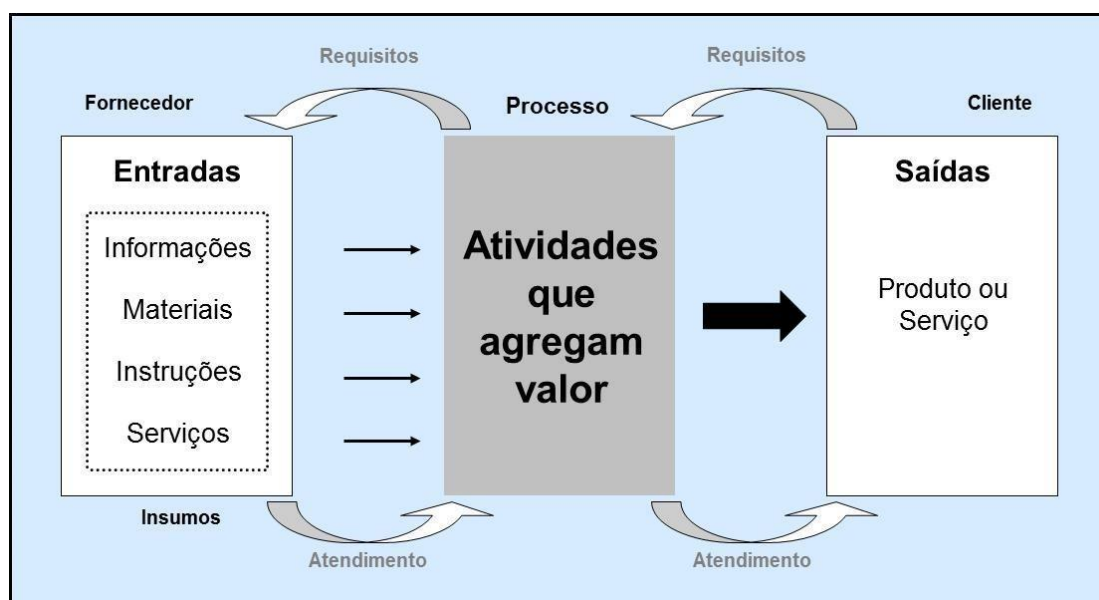 Requisitos
Requisitos
Fornecedor
Processo
Cliente
Entradas
Informações
Materiais
Instruções
Serviços
Atividades
que
agregam
valor
Saídas
Produto ou
Serviço
Insumos
Atendimento
Atendimento